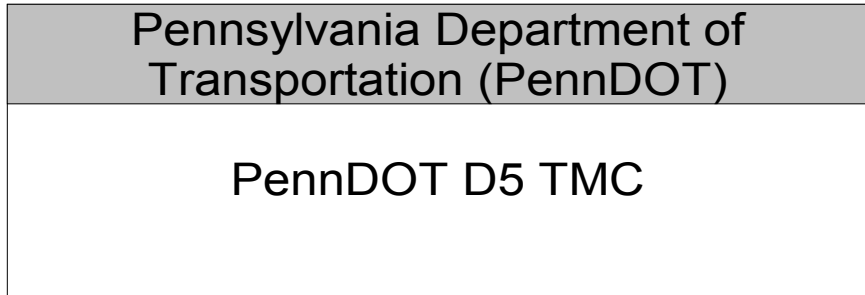 Pennsylvania Department of
Transportation (PennDOT)
PennDOT D5 TMC